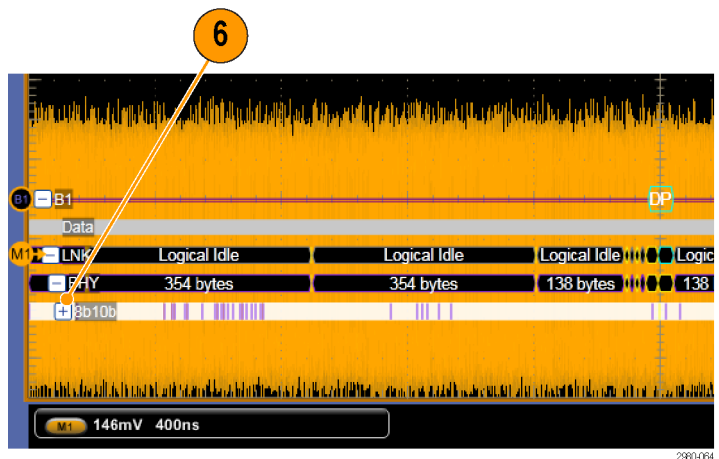 6
B1 B1 DP
Data
M1 LNK Logical Idle Logical Idle Logical Idle Logic
PHY 354 bytes 354 bytes 138 bytes 138
8b10b
M1 146mV 400ns
2980-064